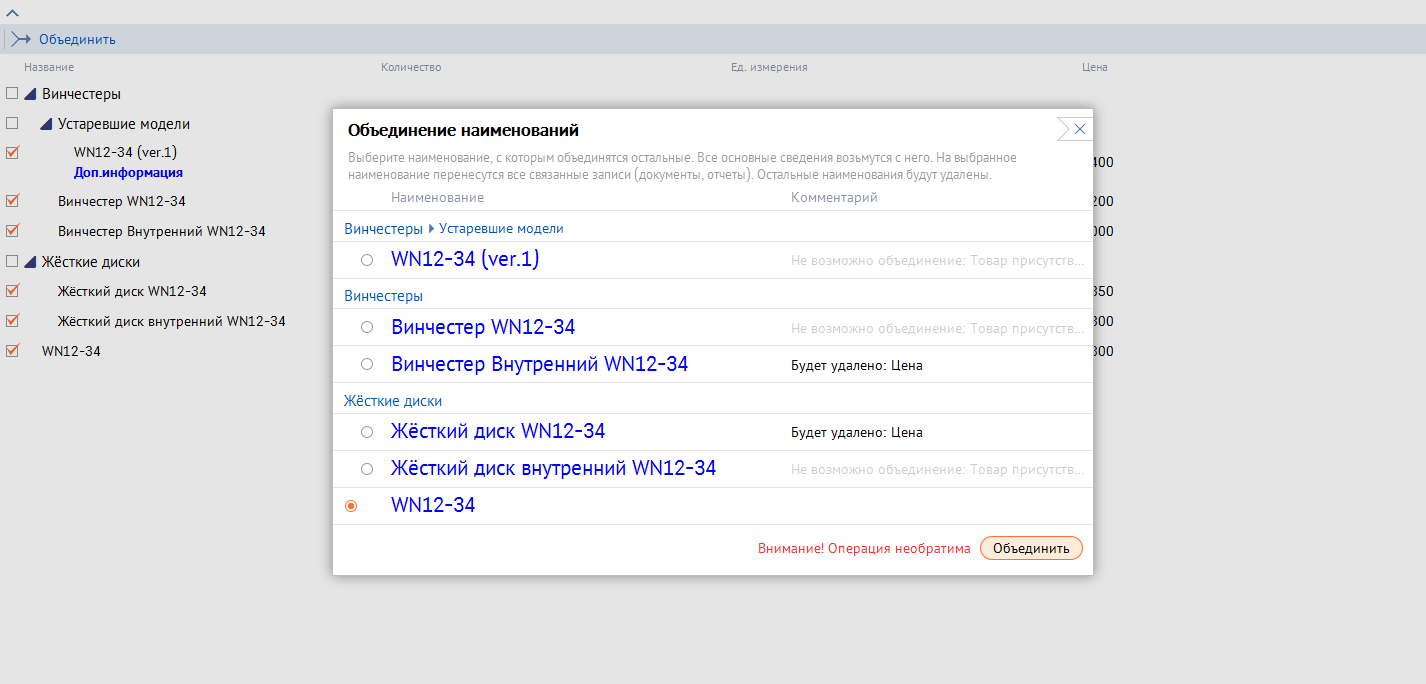 Объединить
Название Количество Ед. измерения Цена
Винчестеры
Устаревшие модели
WN12-34 (ver.1)
Доп.информация
400
Винчестер WN12-34
200
Винчестер Внутренний WN12-34
000
Жёсткие диски
Жёсткий диск WN12-34
350
Жёсткий диск внутренний WN12-34
300
WN12-34
300
Объединение наименований
Выберите наименование, с которым объединятся остальные. Все основные сведения возьмутся с него. На выбранное
наименование перенесутся все связанные записи (документы, отчеты). Остальные наименования будут удалены.
Наименование Комментарий
Винчестеры Устаревшие модели
WN12-34 (ver.1) Не возможно объединение: Товар присутств...
Винчестеры
Винчестер WN12-34 Не возможно объединение: Товар присутств...
Винчестер Внутренний WN12-34 Будет удалено: Цена
Жёсткие диски
Жёсткий диск WN12-34 Будет удалено: Цена
Жёсткий диск внутренний WN12-34 Не возможно объединение: Товар присутств...
WN12-34
Внимание! Операция необратима Объединить